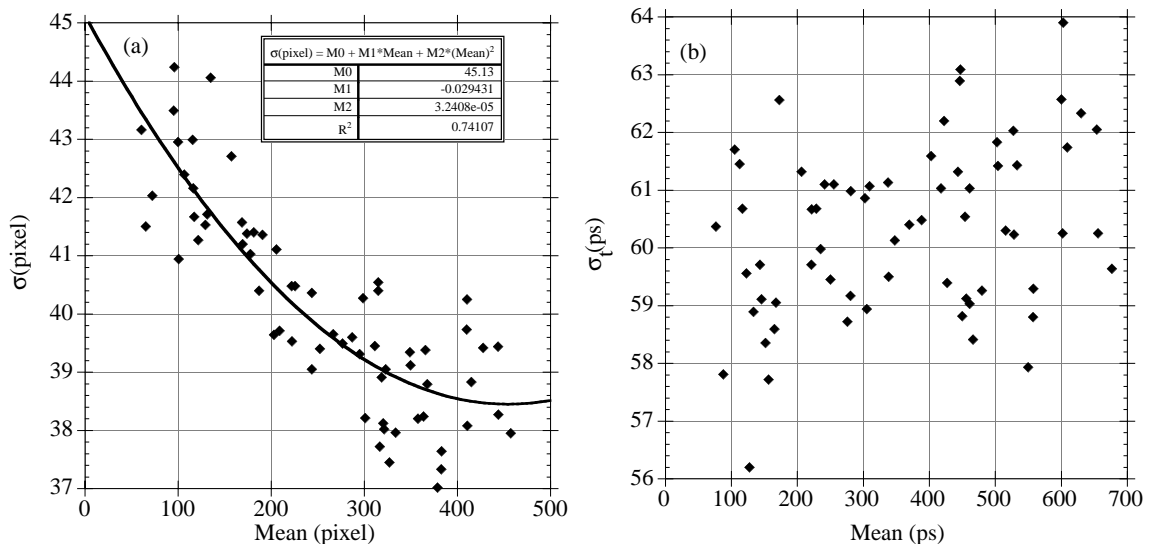 45
44
43
42
41
40
39
38
37
σ(pixel)
(a)
σ(pixel) = M0 + M1*Mean + M2*(Mean)²
M0 45.13
M1 -0.029431
M2 3.2408e-05
R² 0.74107
0 100 200 300 400 500
Mean (pixel)
64
63
62
61
60
59
58
57
56
σt(ps)
(b)
0 100 200 300 400 500 600 700
Mean (ps)